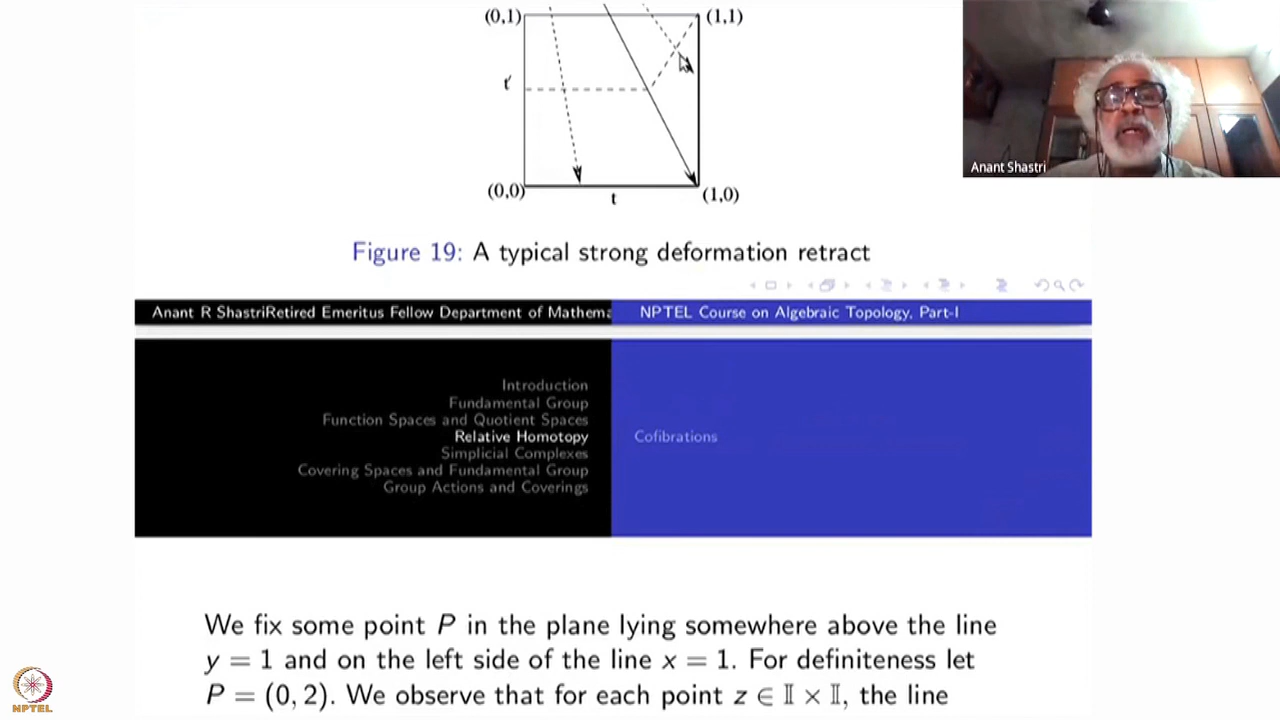 (0,1)
(1,1)
t′
(0,0)
t
(1,0)
Anant Shastri
Figure 19: A typical strong deformation retract
Anant R ShastriRetired Emeritus Fellow Department of Mathema
NPTEL Course on Algebraic Topology, Part-I
Introduction
Fundamental Group
Function Spaces and Quotient Spaces
Relative Homotopy
Simplicial Complexes
Covering Spaces and Fundamental Group
Group Actions and Coverings
Cofibrations
We fix some point P in the plane lying somewhere above the line
y = 1 and on the left side of the line x = 1. For definiteness let
P = (0, 2). We observe that for each point z ∈ 𝕀 × 𝕀, the line
NPTEL